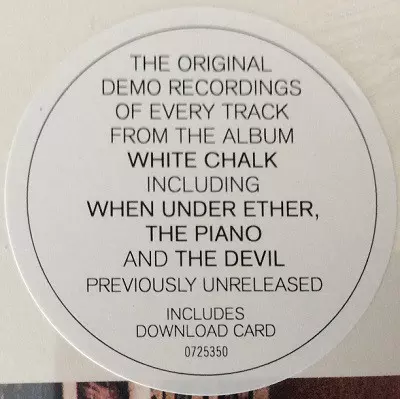 THE ORIGINAL
DEMO RECORDINGS
OF EVERY TRACK
FROM THE ALBUM
WHITE CHALK
INCLUDING
WHEN UNDER ETHER,
THE PIANO
AND THE DEVIL
PREVIOUSLY UNRELEASED
INCLUDES
DOWNLOAD CARD
0725350